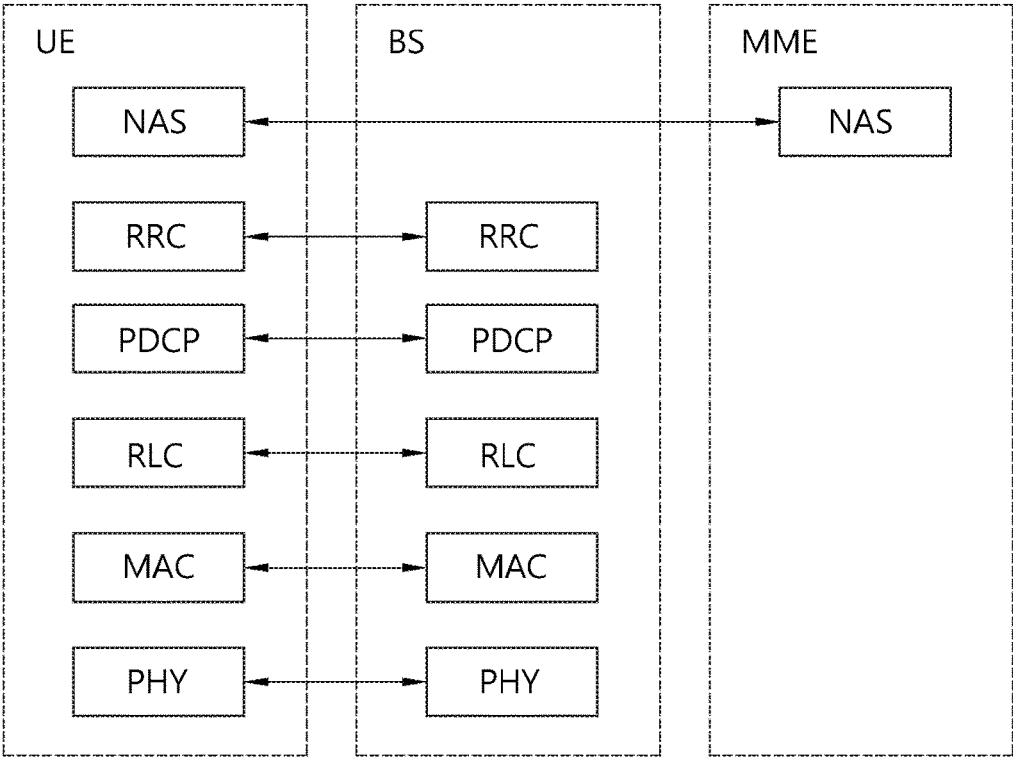 UE BS MME
NAS NAS
RRC RRC
PDCP PDCP
RLC RLC
MAC MAC
PHY PHY